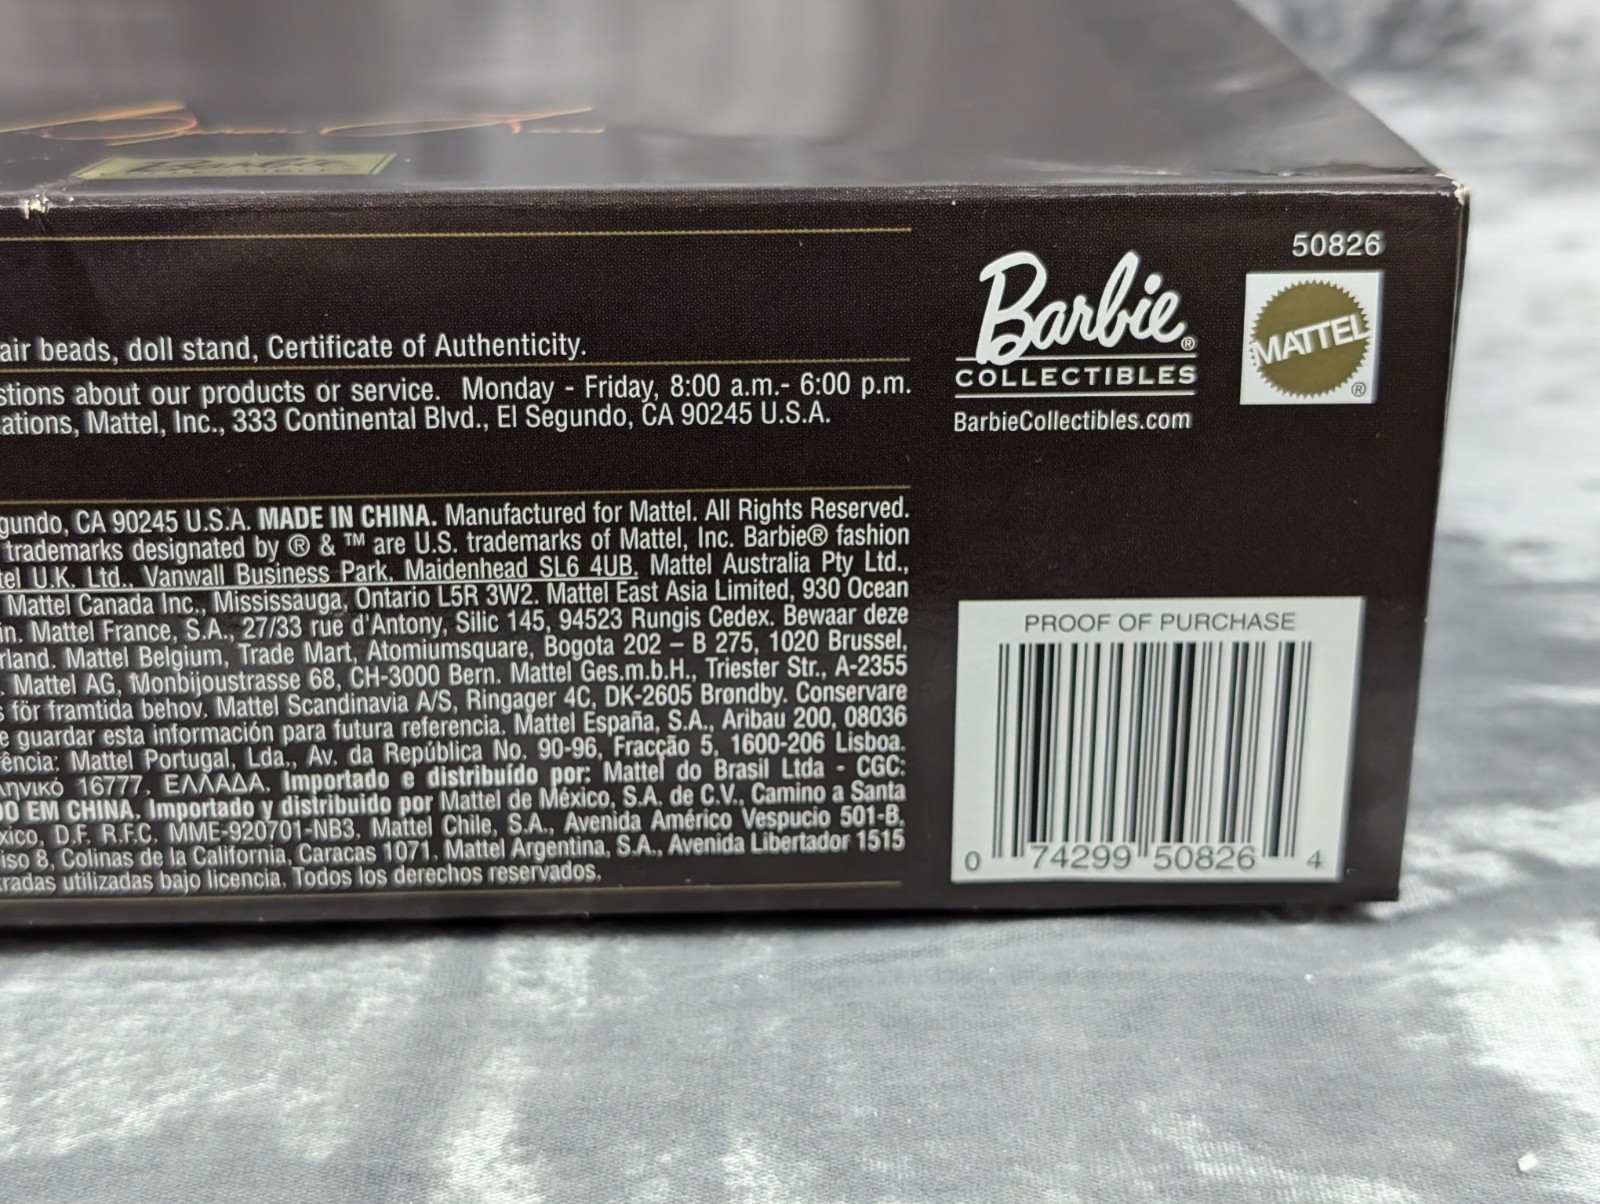 Barbie
air beads, doll stand, Certificate of Authenticity.
stions about our products or service. Monday - Friday, 8:00 a.m.- 6:00 p.m.
ations, Mattel, Inc., 333 Continental Blvd., El Segundo, CA 90245 U.S.A.
gundo, CA 90245 U.S.A. MADE IN CHINA. Manufactured for Mattel. All Rights Reserved.
trademarks designated by ® & ™ are U.S. trademarks of Mattel, Inc. Barbie® fashion
tel U.K. Ltd., Vanwall Business Park, Maidenhead SL6 4UB. Mattel Australia Pty Ltd.,
Mattel Canada Inc., Mississauga, Ontario L5R 3W2. Mattel East Asia Limited, 930 Ocean
in. Mattel France, S.A., 27/33 rue d'Antony, Silic 145, 94523 Rungis Cedex. Bewaar deze
rland. Mattel Belgium, Trade Mart, Atomiumsquare, Bogota 202 – B 275, 1020 Brussel,
. Mattel AG, Monbijoustrasse 68, CH-3000 Bern. Mattel Ges.m.b.H., Triester Str., A-2355
s för framtida behov. Mattel Scandinavia A/S, Ringager 4C, DK-2605 Brondby. Conservare
e guardar esta información para futura referencia. Mattel España, S.A., Aribau 200, 08036
ência: Mattel Portugal, Lda., Av. da República No. 90-96, Fracção 5, 1600-206 Lisboa.
ληνικό 16777, ΕΛΛΑΔΑ. Importado e distribuído por: Mattel do Brasil Ltda - CGC:
DO EM CHINA. Importado y distribuido por Mattel de México, S.A. de C.V., Camino a Santa
xico, D.F. R.F.C. MME-920701-NB3. Mattel Chile, S.A., Avenida Américo Vespucio 501-B,
iso 8, Colinas de la California, Caracas 1071. Mattel Argentina, S.A., Avenida Libertador 1515
radas utilizadas bajo licencia. Todos los derechos reservados.
Barbie®
COLLECTIBLES
BarbieCollectibles.com
50826
MATTEL®
PROOF OF PURCHASE
0 74299 50826 4